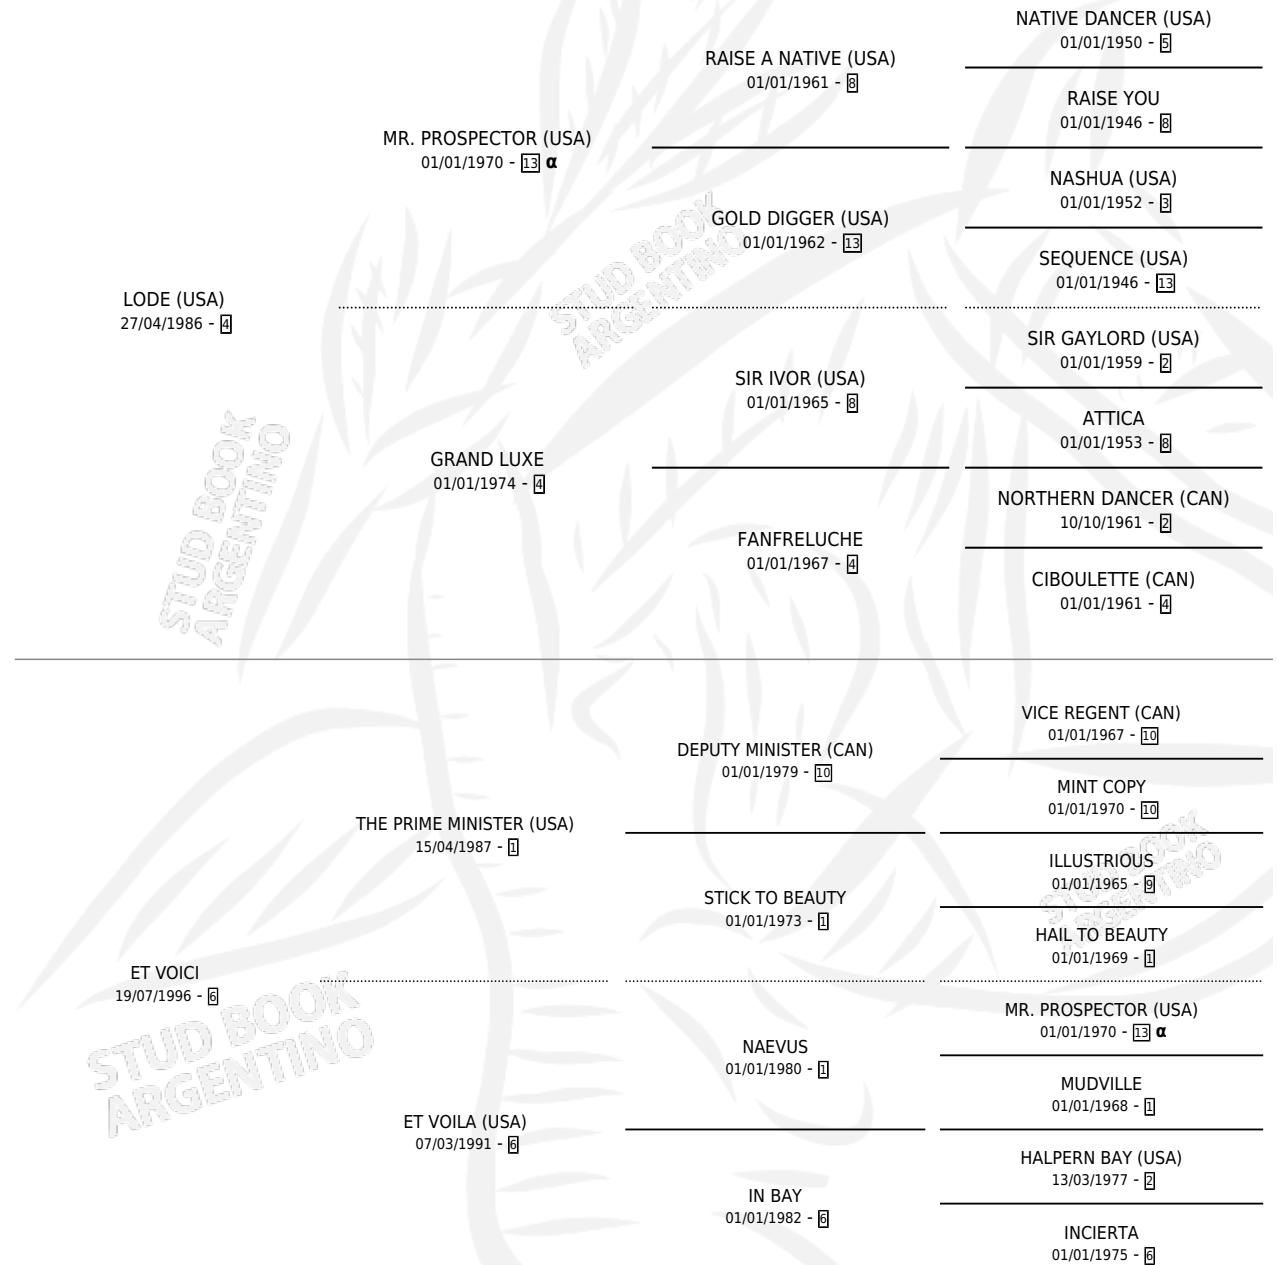 NATIVE DANCER (USA)
01/01/1950 - 5
RAISE A NATIVE (USA)
01/01/1961 - 8
RAISE YOU
01/01/1946 - 8
MR. PROSPECTOR (USA)
01/01/1970 - 13 α
NASHUA (USA)
01/01/1952 - 3
GOLD DIGGER (USA)
01/01/1962 - 13
SEQUENCE (USA)
01/01/1946 - 13
LODE (USA)
27/04/1986 - 4
SIR GAYLORD (USA)
01/01/1959 - 2
SIR IVOR (USA)
01/01/1965 - 8
ATTICA
01/01/1953 - 8
GRAND LUXE
01/01/1974 - 4
NORTHERN DANCER (CAN)
10/10/1961 - 2
FANFRELUCHE
01/01/1967 - 4
CIBOULETTE (CAN)
01/01/1961 - 4
VICE REGENT (CAN)
01/01/1967 - 10
DEPUTY MINISTER (CAN)
01/01/1979 - 10
MINT COPY
01/01/1970 - 10
THE PRIME MINISTER (USA)
15/04/1987 - 1
ILLUSTRIOUS
01/01/1965 - 9
STICK TO BEAUTY
01/01/1973 - 1
HAIL TO BEAUTY
01/01/1969 - 1
ET VOICI
19/07/1996 - 6
MR. PROSPECTOR (USA)
01/01/1970 - 13 α
NAEVUS
01/01/1980 - 1
MUDVILLE
01/01/1968 - 1
ET VOILA (USA)
07/03/1991 - 6
HALPERN BAY (USA)
13/03/1977 - 2
IN BAY
01/01/1982 - 6
INCIERTA
01/01/1975 - 6
STUD BOOK
ARGENTINO
STUD BOOK
ARGENTINO
STUD BOOK
ARGENTINO
STUD BOOK
ARGENTINO